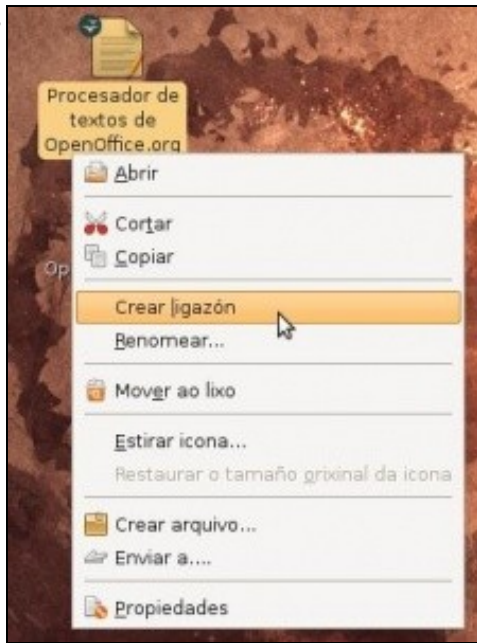 Procesador de
textos de
OpenOffice.org
Abrir
Cortar
Copiar
Op
Crear ligazón
Renomear...
Mover ao lixo
Estirar icona...
Restaurar o tamaño orixinal da icona
Crear arquivo...
Enviar a....
Propiedades